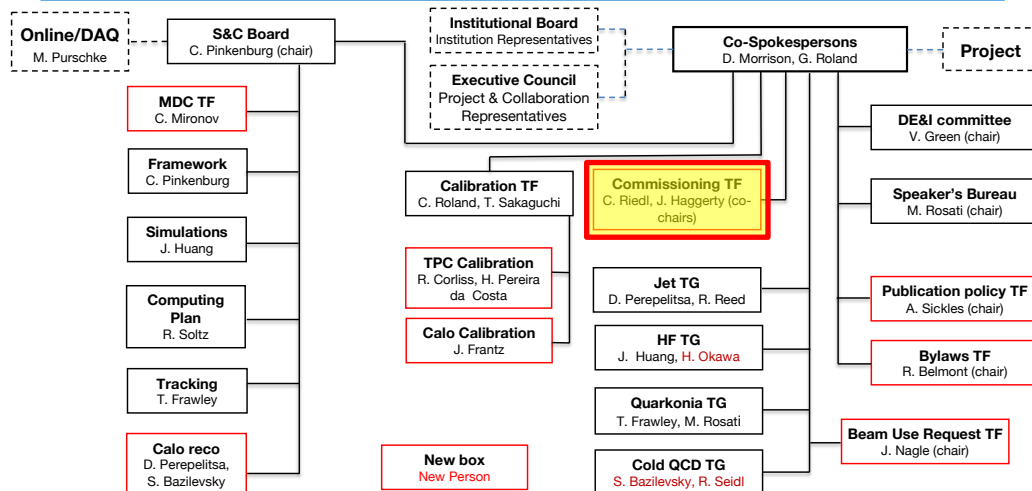 Online/DAQ
M. Purschke
S&C Board
C. Pinkenburg (chair)
Institutional Board
Institution Representatives
Executive Council
Project & Collaboration
Representatives
Co-Spokespersons
D. Morrison, G. Roland
Project
MDC TF
C. Mironov
Framework
C. Pinkenburg
Simulations
J. Huang
Computing
Plan
R. Soltz
Tracking
T. Frawley
Calo reco
D. Perepelitsa,
S. Bazilevsky
Calibration TF
C. Roland, T. Sakaguchi
TPC Calibration
R. Corliss, H. Pereira
da Costa
Calo Calibration
J. Frantz
New box
New Person
Commissioning TF
C. Riedl, J. Haggerty (co-
chairs)
Jet TG
D. Perepelitsa, R. Reed
HF TG
J. Huang, H. Okawa
Quarkonia TG
T. Frawley, M. Rosati
Cold QCD TG
S. Bazilevsky, R. Seidl
DE&I committee
V. Green (chair)
Speaker's Bureau
M. Rosati (chair)
Publication policy TF
A. Sickles (chair)
Bylaws TF
R. Belmont (chair)
Beam Use Request TF
J. Nagle (chair)